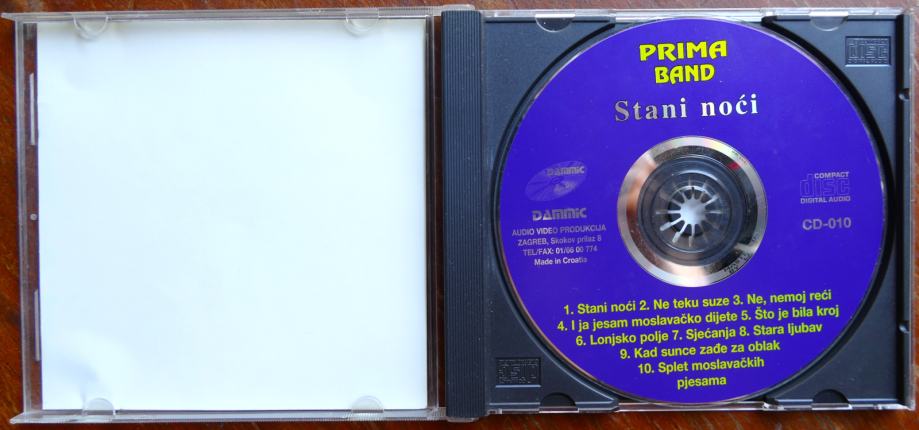 PRIMA
BAND
Stani noći
DAMMIC
DAMMIC
AUDIO VIDEO PRODUKCIJA
ZAGREB, Skokov prilaz 8
TEL/FAX: 01/66 00 774
Made in Croatia
COMPACT
disc
DIGITAL AUDIO
CD-010
1. Stani noći 2. Ne teku suze 3. Ne, nemoj reći
4. I ja jesam moslavačko dijete 5. Što je bila kroj
6. Lonjsko polje 7. Sjećanja 8. Stara ljubav
9. Kad sunce zađe za oblak
10. Splet moslavačkih
pjesama
disc
disc